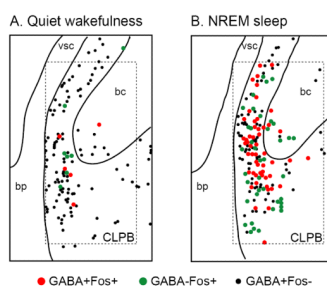 A. Quiet wakefulness
B. NREM sleep
vsc
bc
bp
CLPB
vsc
bc
bp
CLPB
GABA+Fos+
GABA-Fos+
GABA+Fos-